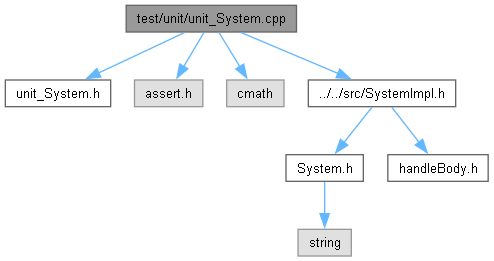 test/unit/unit_System.cpp
unit_System.h
assert.h
cmath
../../src/SystemImpl.h
System.h
handleBody.h
string